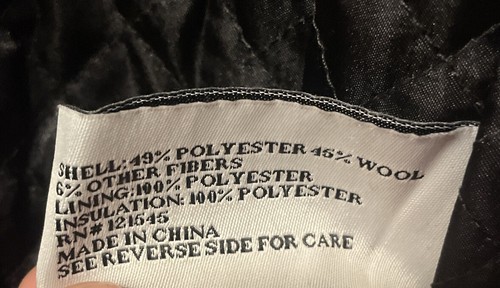 SHELL: 49% POLYESTER 45% WOOL
6% OTHER FIBERS
LINING: 100% POLYESTER
INSULATION: 100% POLYESTER
RN# 121545
MADE IN CHINA
SEE REVERSE SIDE FOR CARE